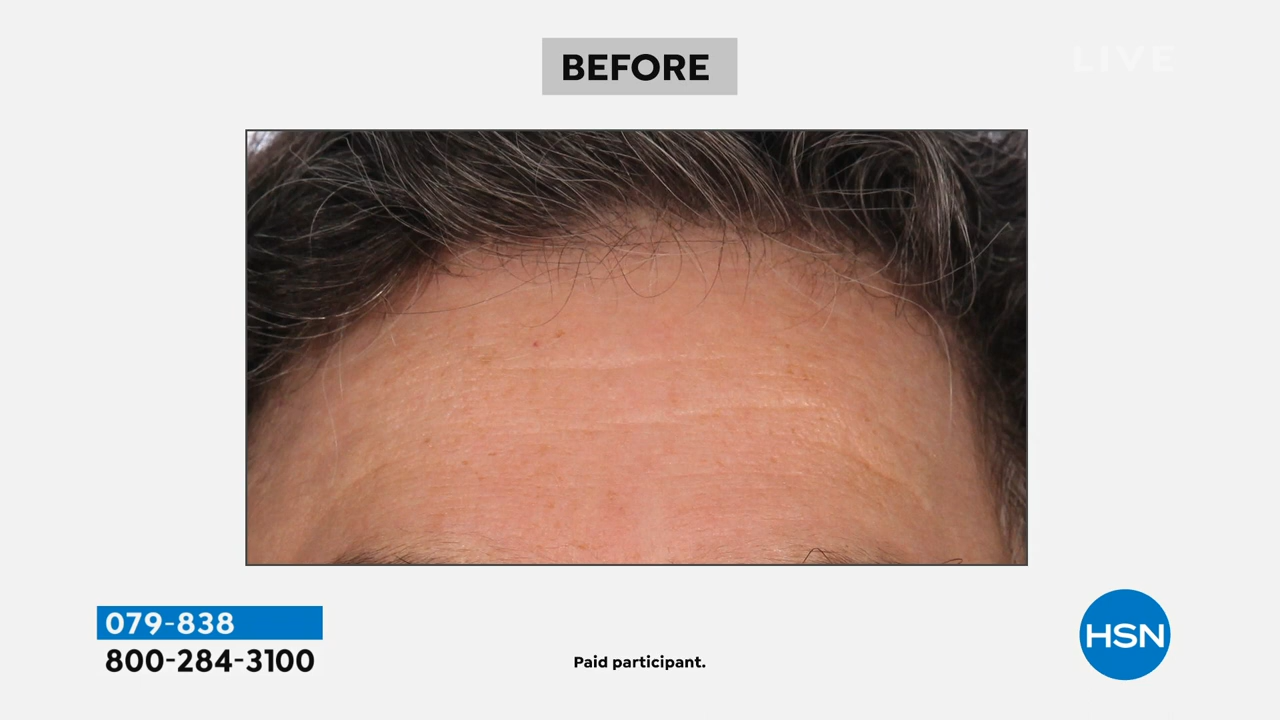 BEFORE
LIVE
079-838
800-284-3100
Paid participant.
HSN